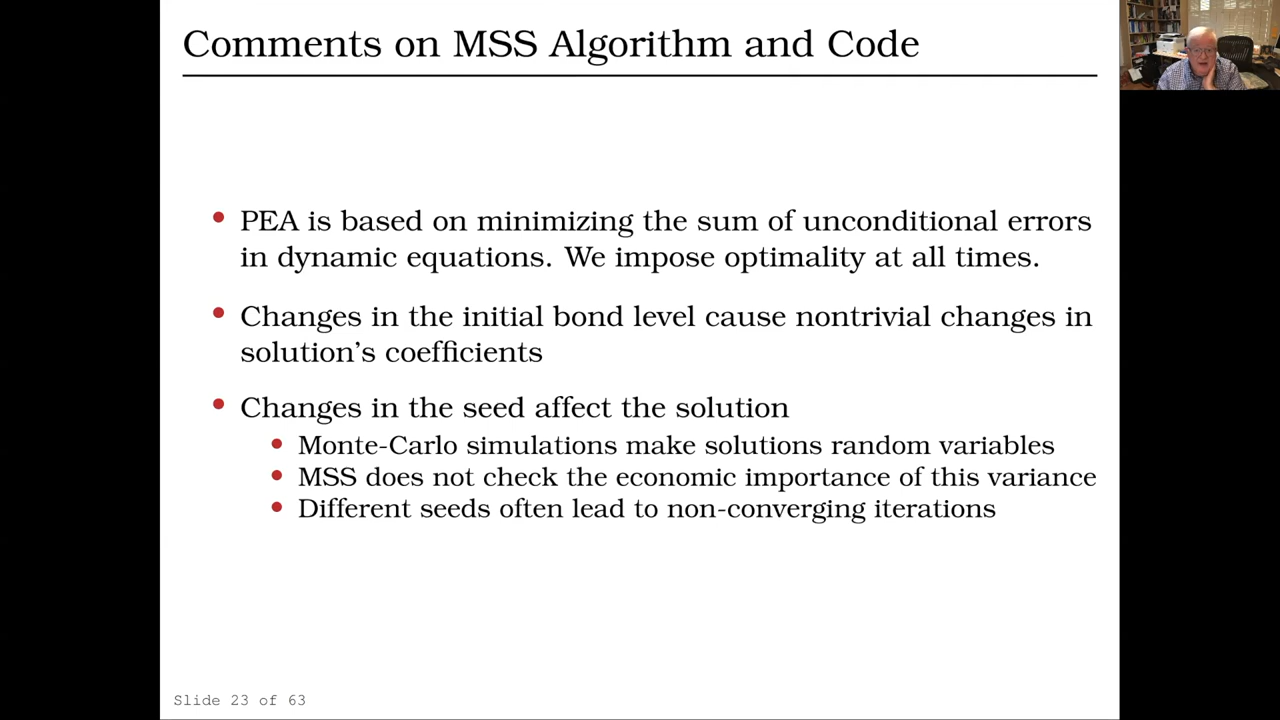 Comments on MSS Algorithm and Code
PEA is based on minimizing the sum of unconditional errors
in dynamic equations. We impose optimality at all times.
Changes in the initial bond level cause nontrivial changes in
solution's coefficients
Changes in the seed affect the solution
Monte-Carlo simulations make solutions random variables
MSS does not check the economic importance of this variance
Different seeds often lead to non-converging iterations
Slide 23 of 63